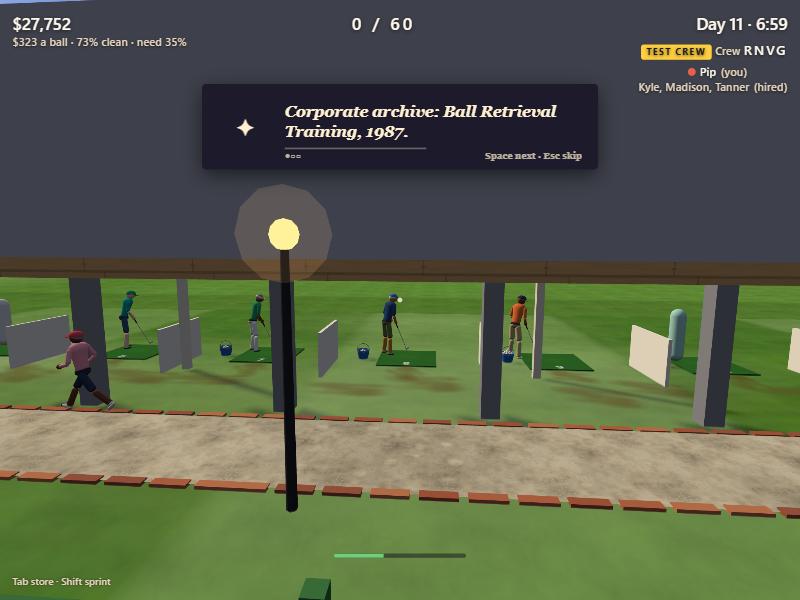 $27,752
$323 a ball · 73% clean · need 35%
0 / 60
Day 11 · 6:59
TEST CREW Crew RNVG
Pip (you)
Kyle, Madison, Tanner (hired)
Corporate archive: Ball Retrieval
Training, 1987.
Space next · Esc skip
Tab store · Shift sprint